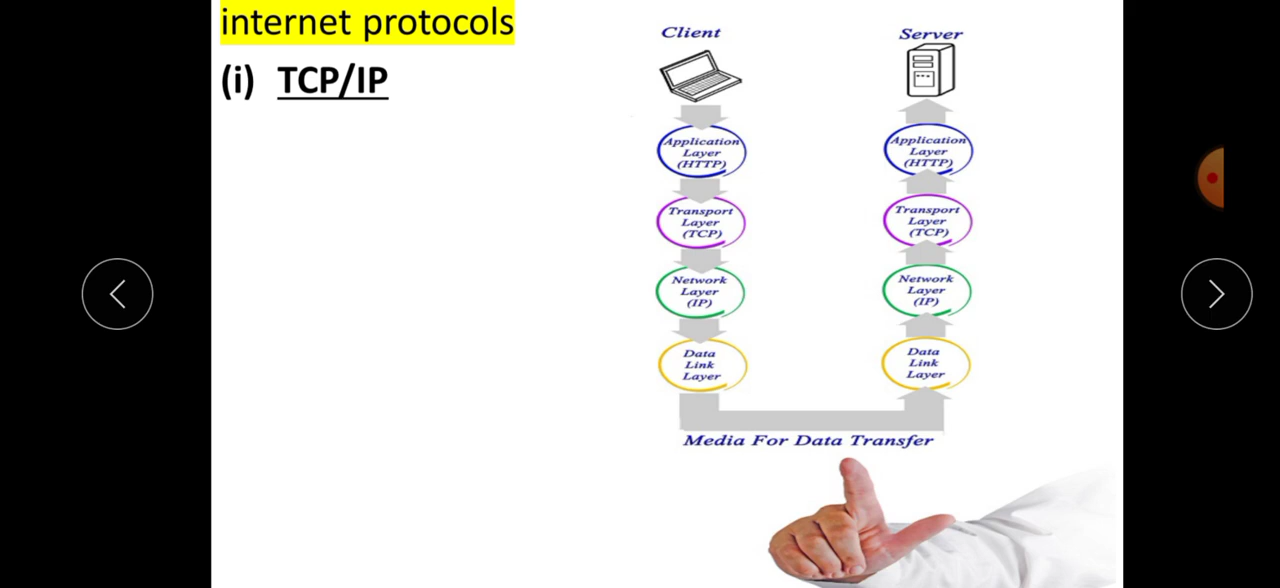 internet protocols
(i) TCP/IP
Client
Application
Layer
(HTTP)
Transport
Layer
(TCP)
Network
Layer
(IP)
Data
Link
Layer
Server
Application
Layer
(HTTP)
Transport
Layer
(TCP)
Network
Layer
(IP)
Data
Link
Layer
Media For Data Transfer